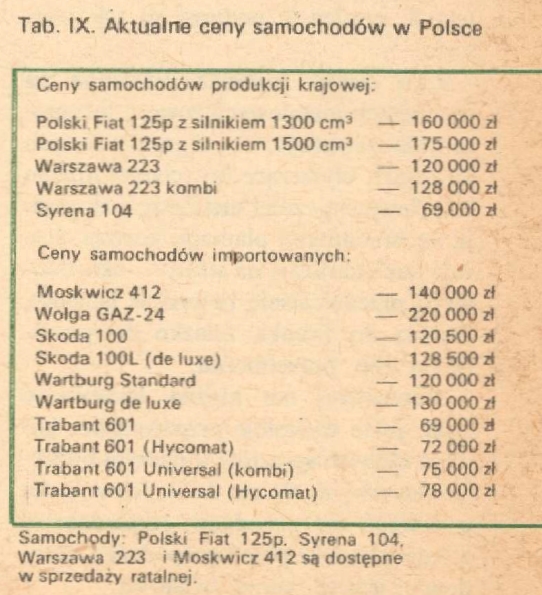 Tab. IX. Aktualne ceny samochodów w Polsce
Ceny samochodów produkcji krajowej:
Polski Fiat 125p z silnikiem 1300 cm³ — 160 000 zł
Polski Fiat 125p z silnikiem 1500 cm³ — 175 000 zł
Warszawa 223 — 120 000 zł
Warszawa 223 kombi — 128 000 zł
Syrena 104 — 69 000 zł
Ceny samochodów importowanych:
Moskwicz 412 — 140 000 zł
Wołga GAZ-24 — 220 000 zł
Skoda 100 — 120 500 zł
Skoda 100L (de luxe) — 128 500 zł
Wartburg Standard — 120 000 zł
Wartburg de luxe — 130 000 zł
Trabant 601 — 69 000 zł
Trabant 601 (Hycomat) — 72 000 zł
Trabant 601 Universal (kombi) — 75 000 zł
Trabant 601 Universal (Hycomat) — 78 000 zł
Samochody: Polski Fiat 125p. Syrena 104,
Warszawa 223 i Moskwicz 412 są dostępne
w sprzedaży ratalnej.